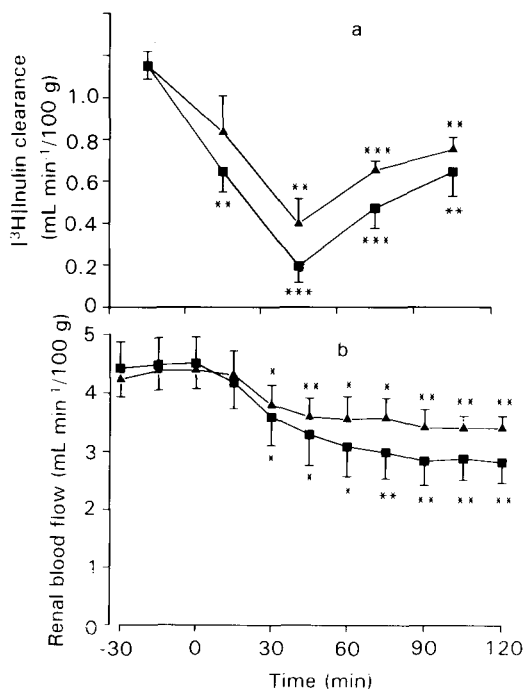 a
[³H]Inulin clearance
(mL min⁻¹/100 g)
1.0
0.8
0.6
0.4
0.2
0
**
***
**
***
***
**
**
b
Renal blood flow (mL min⁻¹/100 g)
5
4
3
2
1
0
* ** * * ** ** **
* * * ** ** ** **
-30 0 30 60 90 120
Time (min)